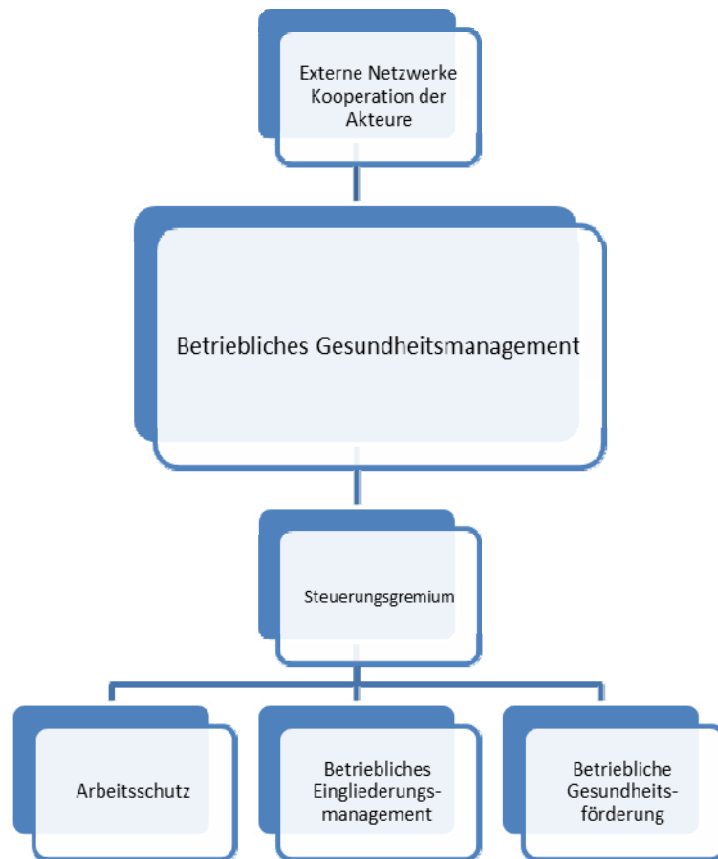 Externe Netzwerke
Kooperation der
Akteure
Betriebliches Gesundheitsmanagement
Steuerungsgremium
Arbeitsschutz
Betriebliches
Eingliederungs-
management
Betriebliche
Gesundheits-
förderung